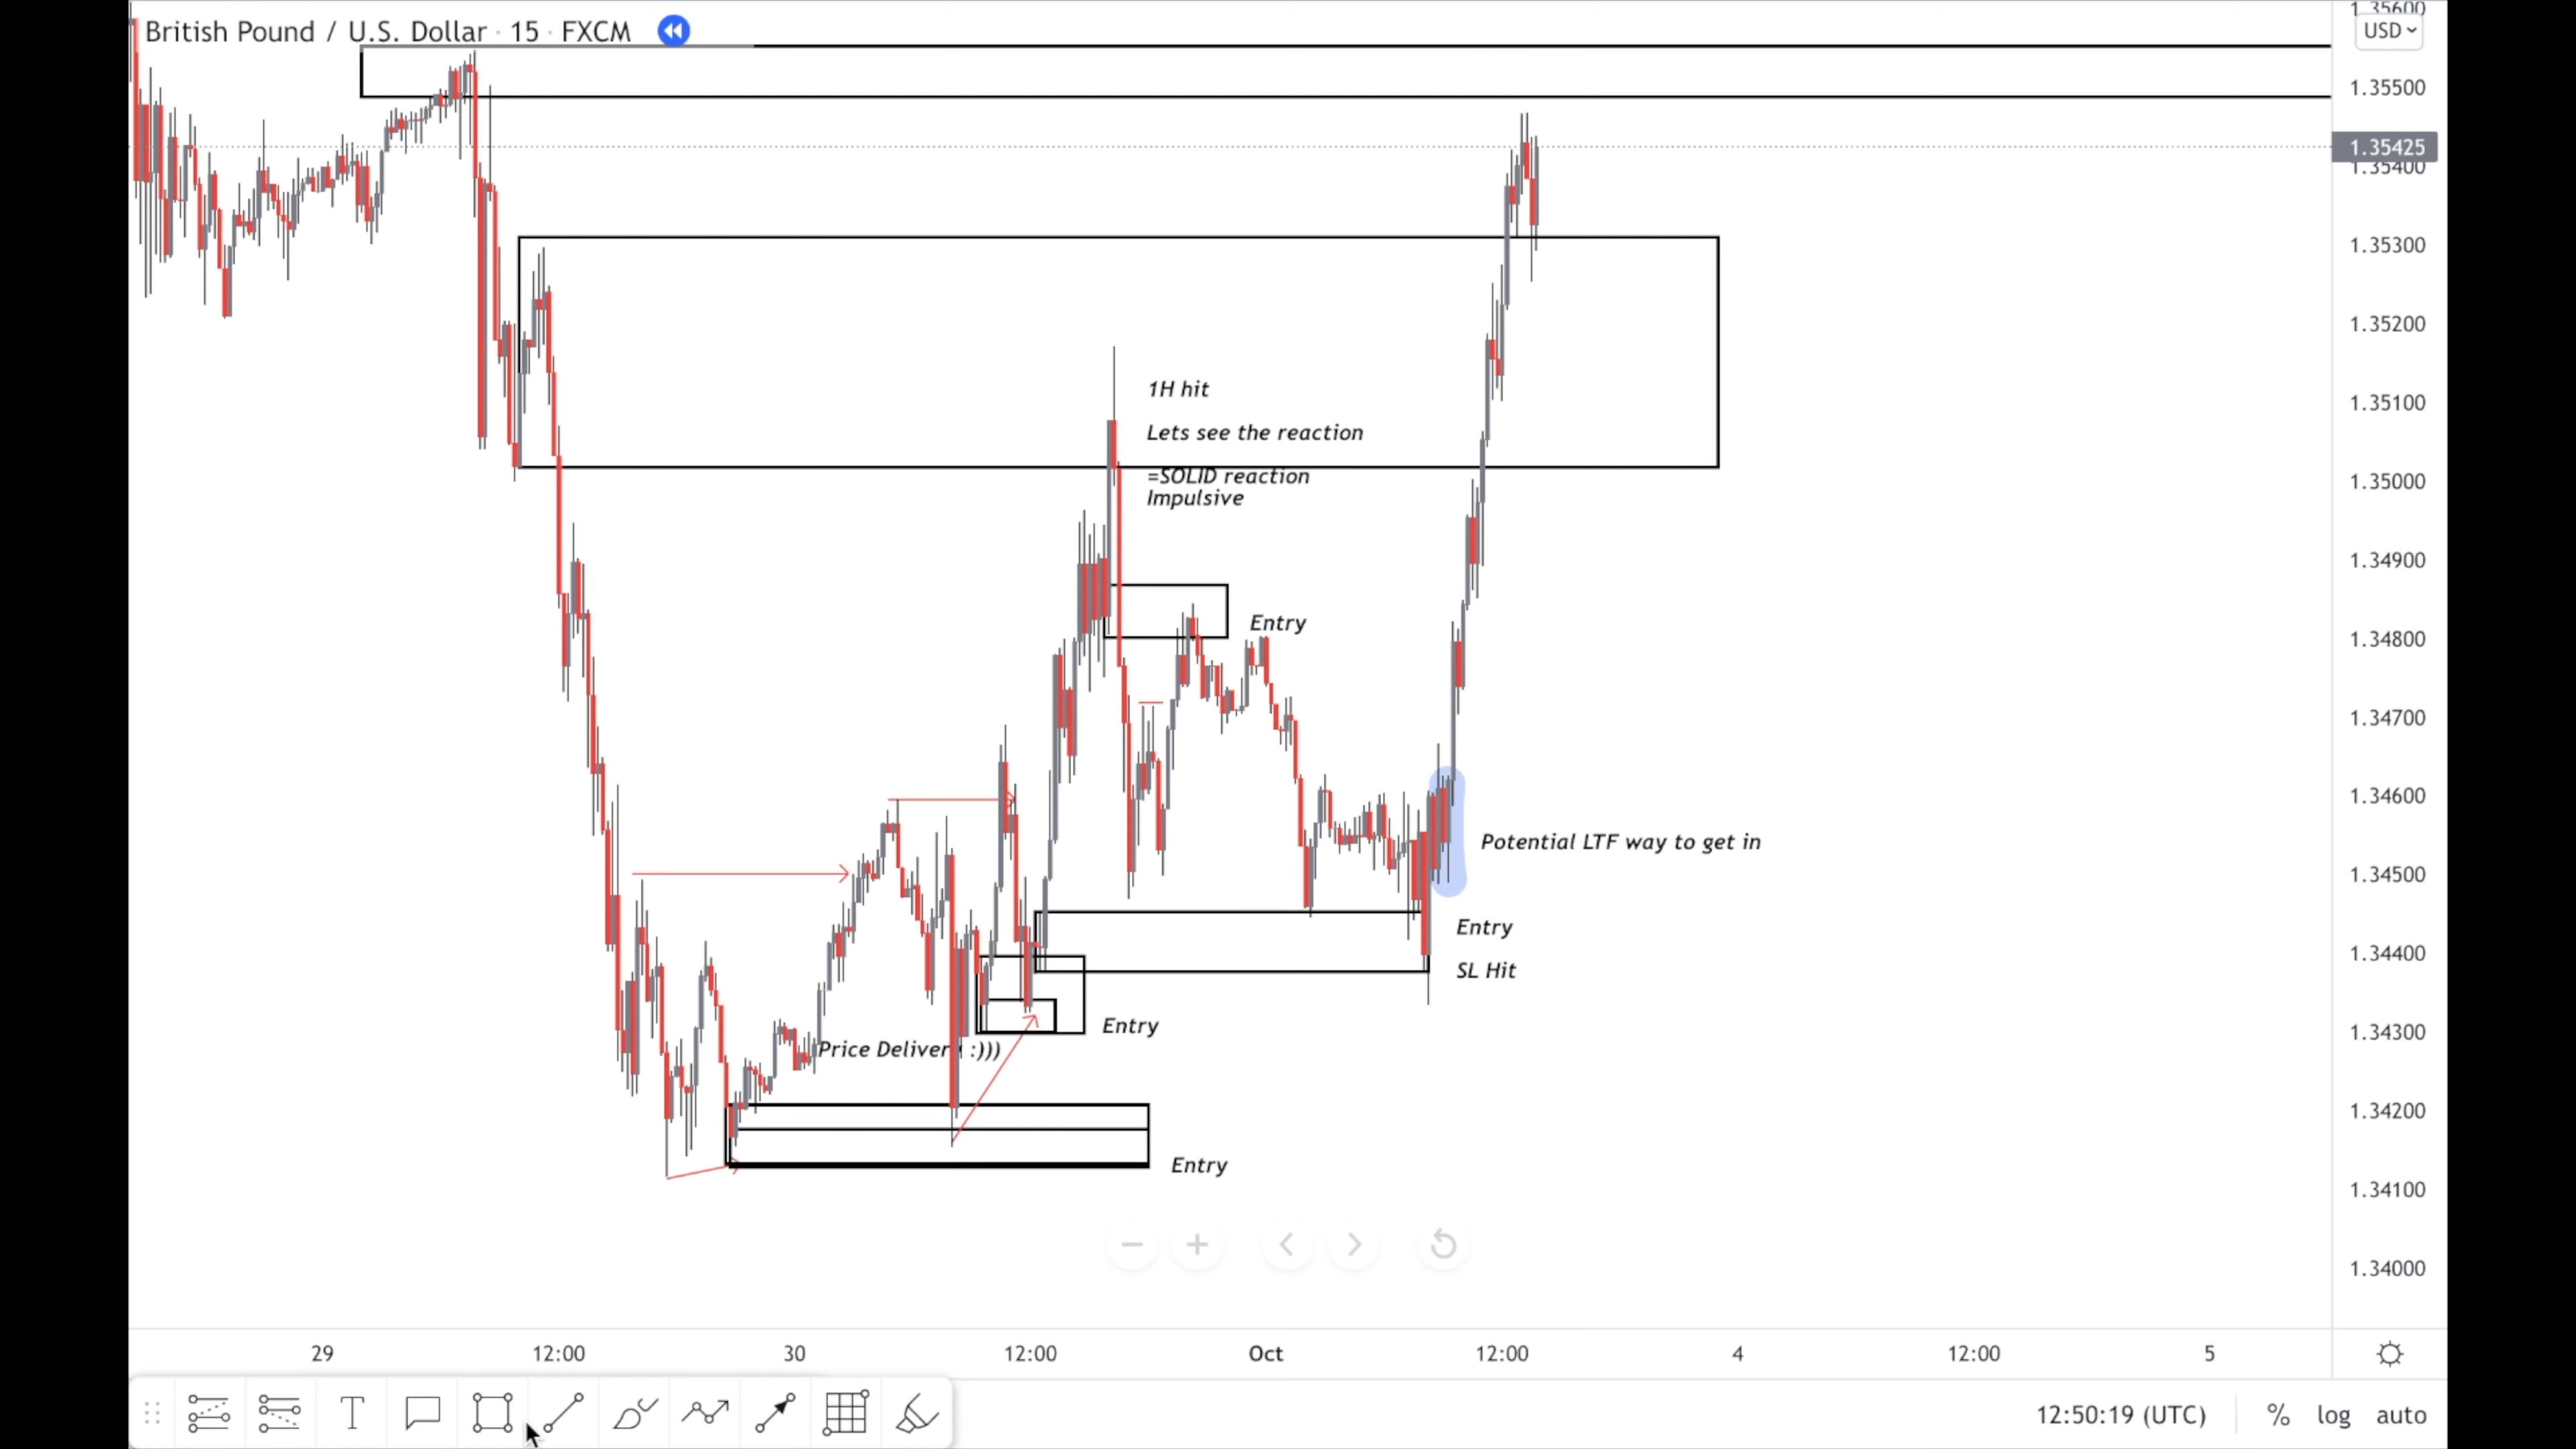 British Pound / U.S. Dollar · 15 · FXCM
1.35600
USD
1.35500
1.35425
1.35400
1.35300
1.35200
1.35100
1.35000
1.34900
1.34800
1.34700
1.34600
1.34500
1.34400
1.34300
1.34200
1.34100
1.34000
1H hit
Lets see the reaction
=SOLID reaction
Impulsive
Entry
Potential LTF way to get in
Entry
SL Hit
Entry
Price Deliver :)))
Entry
29
12:00
30
12:00
Oct
12:00
4
12:00
5
T
12:50:19 (UTC)
%
log
auto